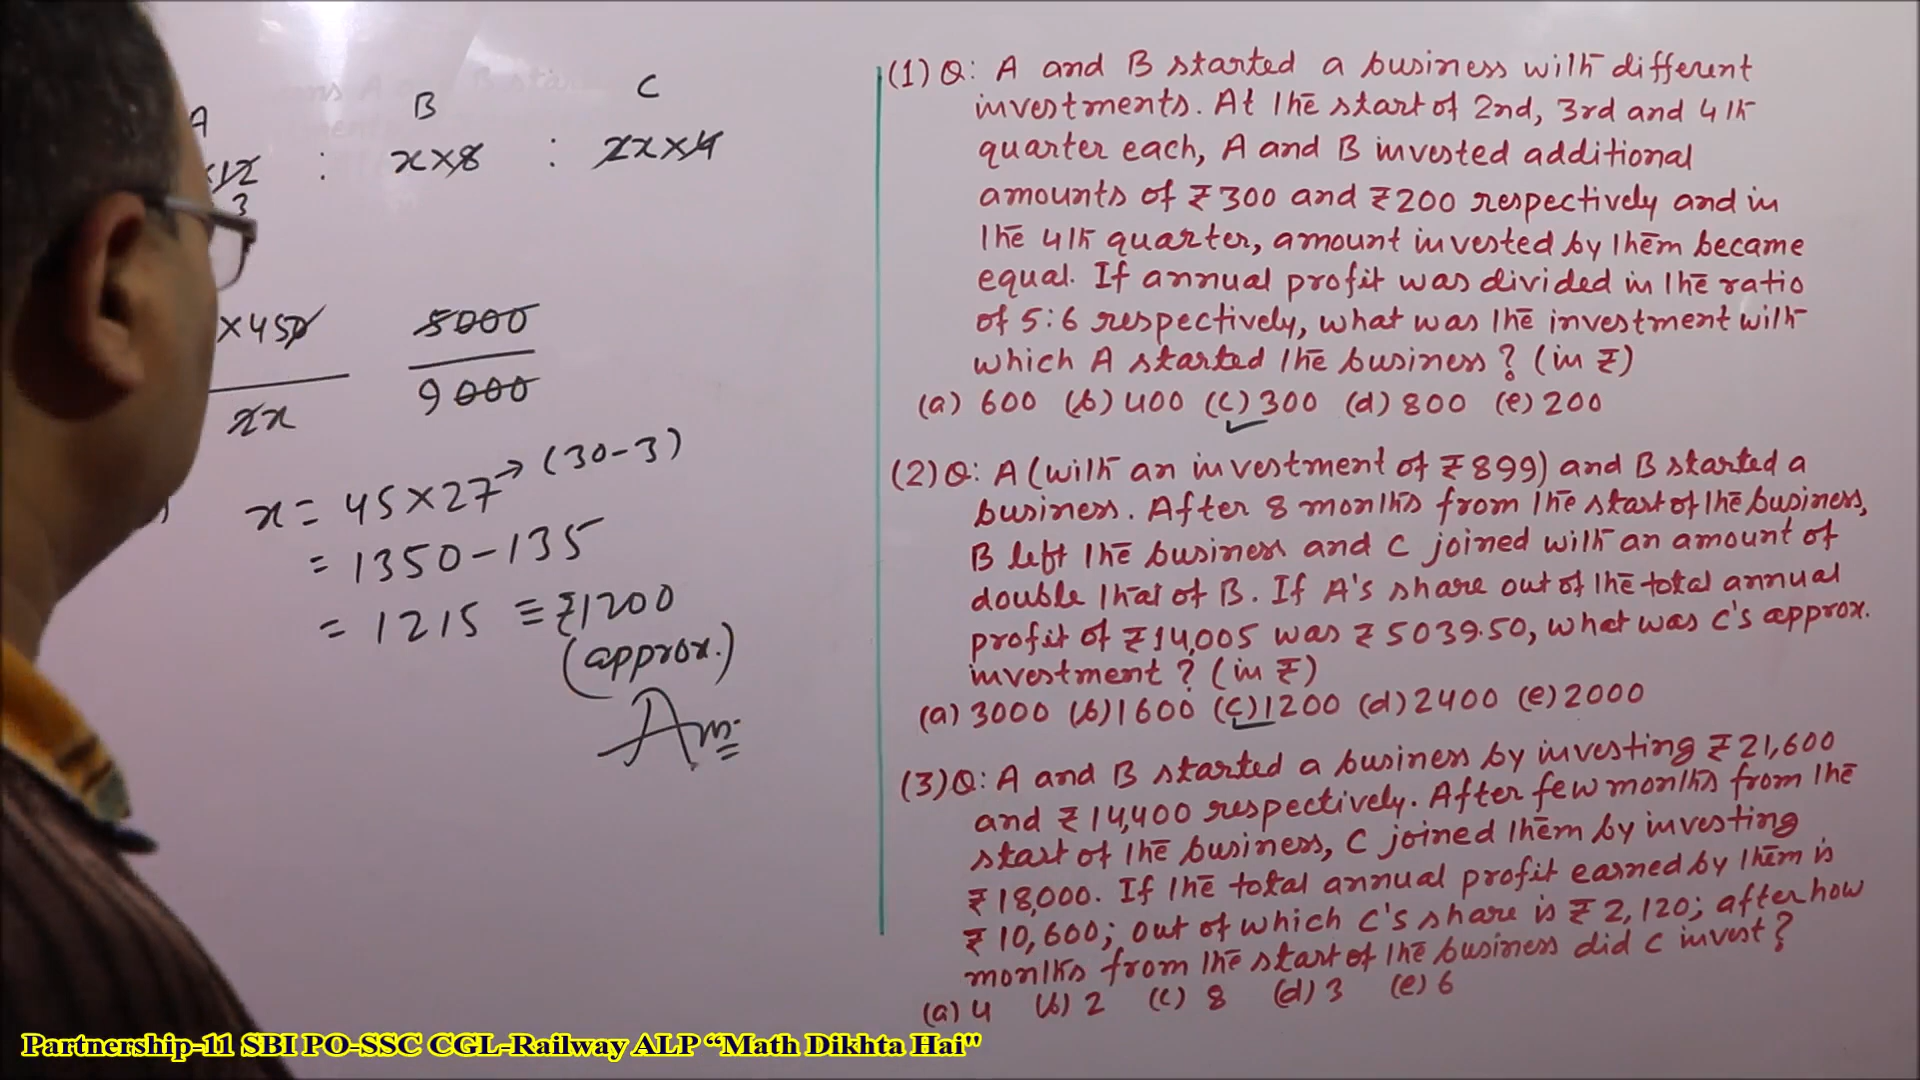 A B C
×12 : x×8 : 2x×4
3
×450 5000
2x 9000
x = 45×27→(30-3)
= 1350-135
= 1215 ≡ ₹1200
(approx.)
Ans.
(1) Q: A and B started a business with different
investments. At the start of 2nd, 3rd and 4th
quarter each, A and B invested additional
amounts of ₹300 and ₹200 respectively and in
the 4th quarter, amount invested by them became
equal. If annual profit was divided in the ratio
of 5:6 respectively, what was the investment with
which A started the business? (in ₹)
(a) 600 (b) 400 (c) 300 (d) 800 (e) 200
(2) Q: A (with an investment of ₹899) and B started a
business. After 8 months from the start of the business,
B left the business and C joined with an amount of
double that of B. If A's share out of the total annual
profit of ₹14,005 was ₹5039.50, what was C's approx.
investment? (in ₹)
(a) 3000 (b) 1600 (c) 1200 (d) 2400 (e) 2000
(3) Q: A and B started a business by investing ₹21,600
and ₹14,400 respectively. After few months from the
start of the business, C joined them by investing
₹18,000. If the total annual profit earned by them is
₹10,600; out of which C's share is ₹2,120; after how
months from the start of the business did C invest?
(a) 4 (b) 2 (c) 8 (d) 3 (e) 6
Partnership-11 SBI PO-SSC CGL-Railway ALP “Math Dikhta Hai"